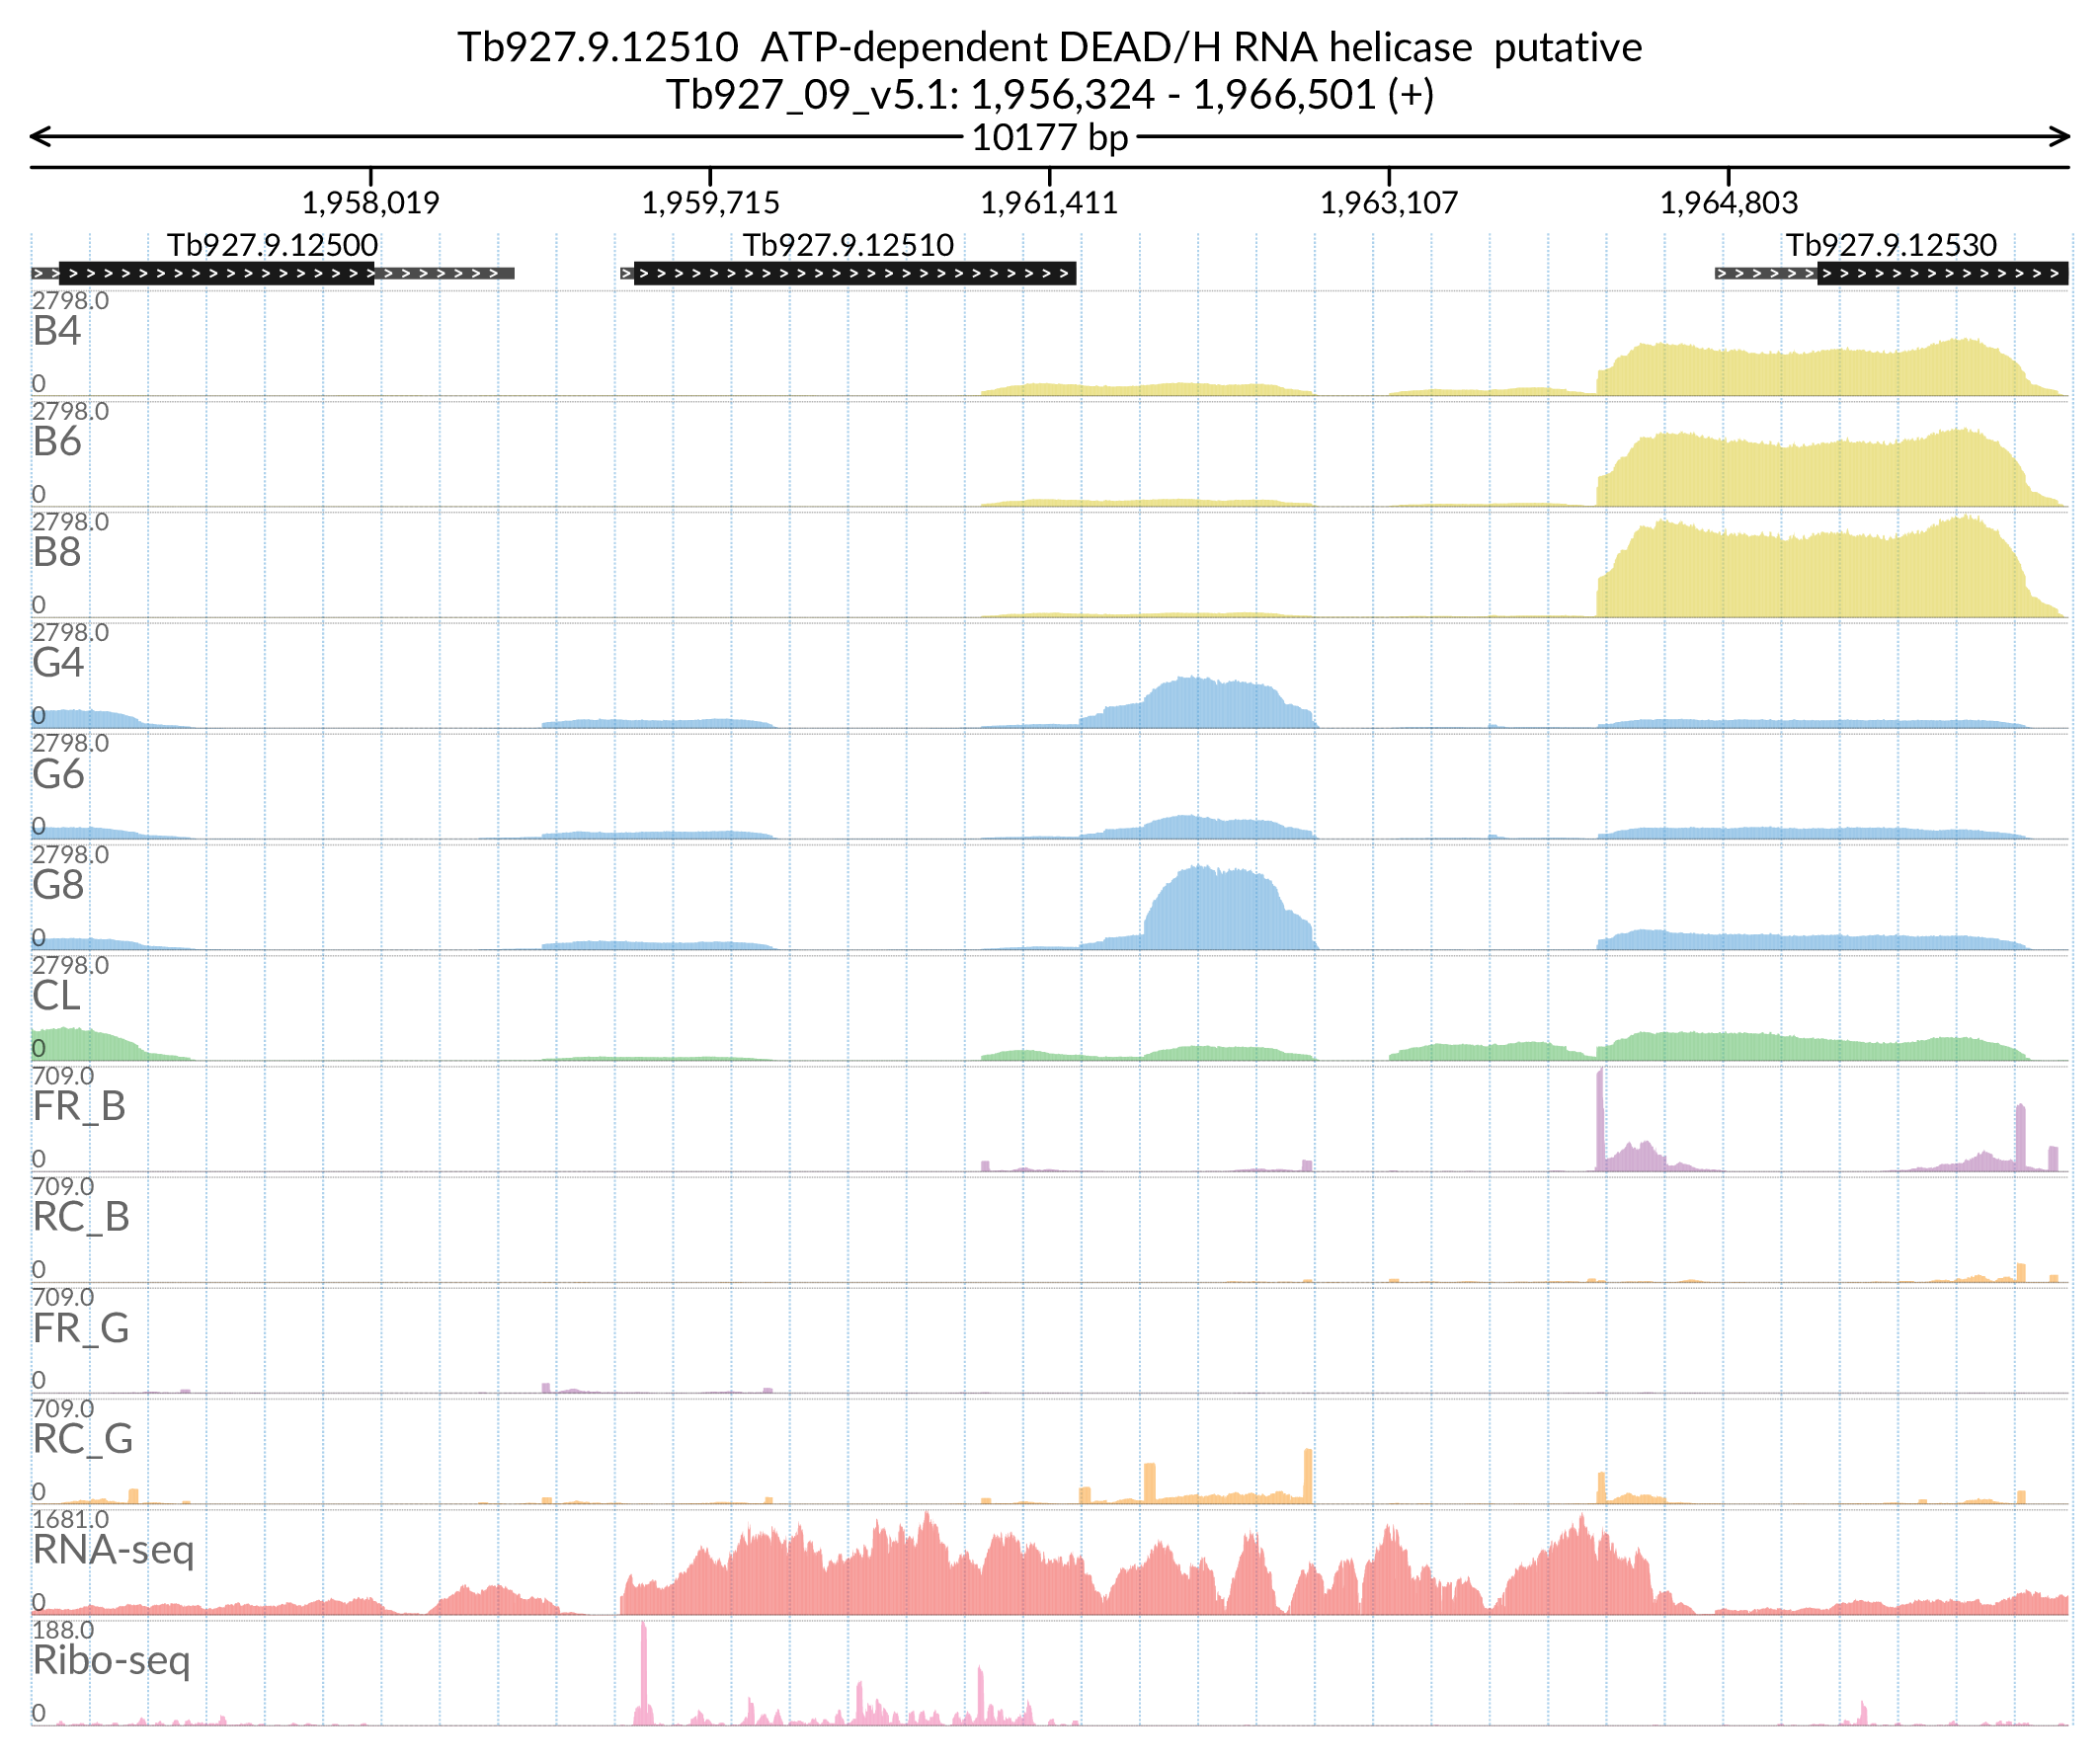 Tb927.9.12510 ATP-dependent DEAD/H RNA helicase putative
Tb927_09_v5.1: 1,956,324 - 1,966,501 (+)
10177 bp
1,958,019 1,959,715 1,961,411 1,963,107 1,964,803
Tb927.9.12500 Tb927.9.12510 Tb927.9.12530
2798.0
B4
0
2798.0
B6
0
2798.0
B8
0
2798.0
G4
0
2798.0
G6
0
2798.0
G8
0
2798.0
CL
0
709.0
FR_B
0
709.0
RC_B
0
709.0
FR_G
0
709.0
RC_G
0
1681.0
RNA-seq
0
188.0
Ribo-seq
0